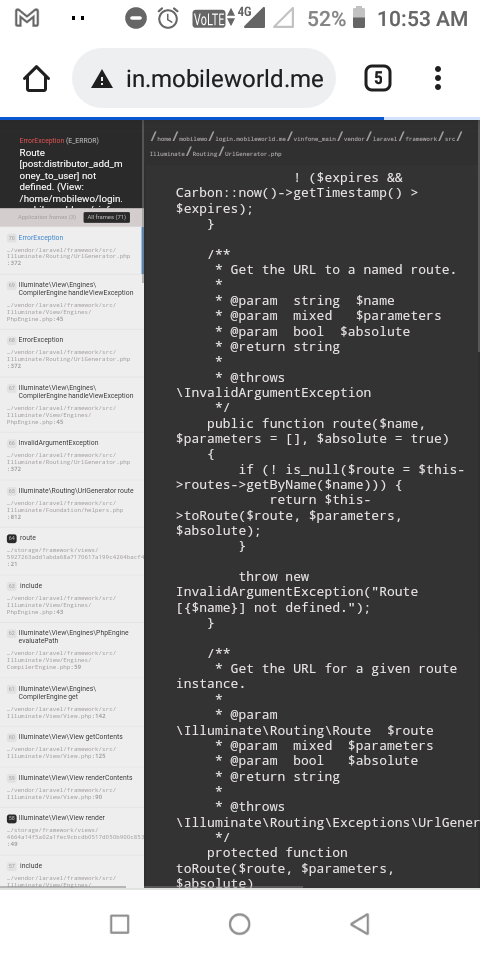 VoLTE 4G 52% 10:53 AM
in.mobileworld.me
5
ErrorException (E_ERROR)
Route
[post:distributor_add_m
oney_to_user] not
defined. (View:
/home/mobilewo/login.
Application frames (3) All frames (71)
70 ErrorException
…/vendor/laravel/framework/src/
Illuminate/Routing/UrlGenerator.php
:372
69 Illuminate\View\Engines\
CompilerEngine handleViewException
…/vendor/laravel/framework/src/
Illuminate/View/Engines/
PhpEngine.php:45
68 ErrorException
…/vendor/laravel/framework/src/
Illuminate/Routing/UrlGenerator.php
:372
67 Illuminate\View\Engines\
CompilerEngine handleViewException
…/vendor/laravel/framework/src/
Illuminate/View/Engines/
PhpEngine.php:45
66 InvalidArgumentException
…/vendor/laravel/framework/src/
Illuminate/Routing/UrlGenerator.php
:372
65 Illuminate\Routing\UrlGenerator route
…/vendor/laravel/framework/src/
Illuminate/Foundation/helpers.php
:812
64 route
…/storage/framework/views/
:21
63 include
…/vendor/laravel/framework/src/
Illuminate/View/Engines/
PhpEngine.php:43
62 Illuminate\View\Engines\PhpEngine
evaluatePath
…/vendor/laravel/framework/src/
Illuminate/View/Engines/
CompilerEngine.php:59
61 Illuminate\View\Engines\
CompilerEngine get
…/vendor/laravel/framework/src/
Illuminate/View/View.php:142
60 Illuminate\View\View getContents
…/vendor/laravel/framework/src/
Illuminate/View/View.php:125
59 Illuminate\View\View renderContents
…/vendor/laravel/framework/src/
Illuminate/View/View.php:90
58 Illuminate\View\View render
…/storage/framework/views/
:49
57 include
…/vendor/laravel/framework/src/
Illuminate/View/Engines/
/home/mobilewo/login.mobileworld.me/vinfone_main/vendor/laravel/framework/src/
Illuminate/Routing/UrlGenerator.php
! ($expires &&
Carbon::now()->getTimestamp() >
$expires);
}
/**
* Get the URL to a named route.
*
* @param  string  $name
* @param  mixed  $parameters
* @param  bool  $absolute
* @return string
*
* @throws
\InvalidArgumentException
*/
public function route($name,
$parameters = [], $absolute = true)
{
if (! is_null($route = $this-
>routes->getByName($name))) {
return $this-
>toRoute($route, $parameters,
$absolute);
}
throw new
InvalidArgumentException("Route
[{$name}] not defined.");
}
/**
* Get the URL for a given route
instance.
*
* @param
\Illuminate\Routing\Route  $route
* @param  mixed  $parameters
* @param  bool   $absolute
* @return string
*
* @throws
\Illuminate\Routing\Exceptions\UrlGener
*/
protected function
toRoute($route, $parameters,
$absolute)